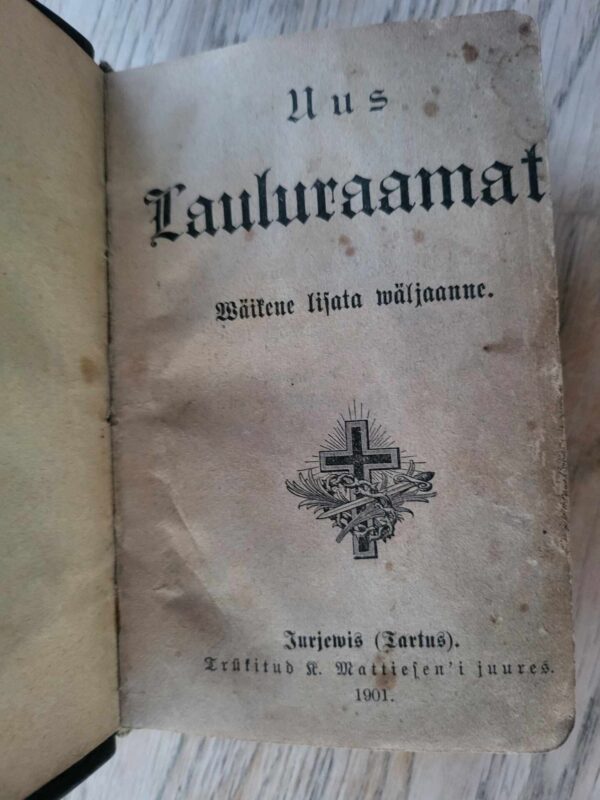 Uus
Lauluraamat
Wäikene lisata wäljaanne.
Jurjewis (Tartus).
Trükitud K. Mattiesen'i juures.
1901.